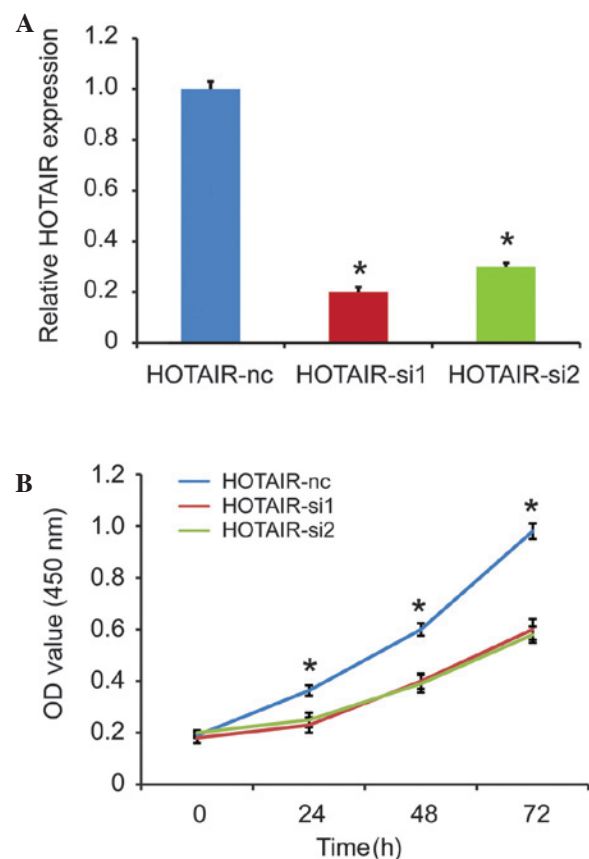 A
Relative HOTAIR expression
1.2
1.0
0.8
0.6
0.4
0.2
0
*
*
HOTAIR-nc HOTAIR-si1 HOTAIR-si2
B
OD value (450 nm)
1.2
1.0
0.8
0.6
0.4
0.2
0
HOTAIR-nc
HOTAIR-si1
HOTAIR-si2
*
*
*
0 24 48 72
Time(h)